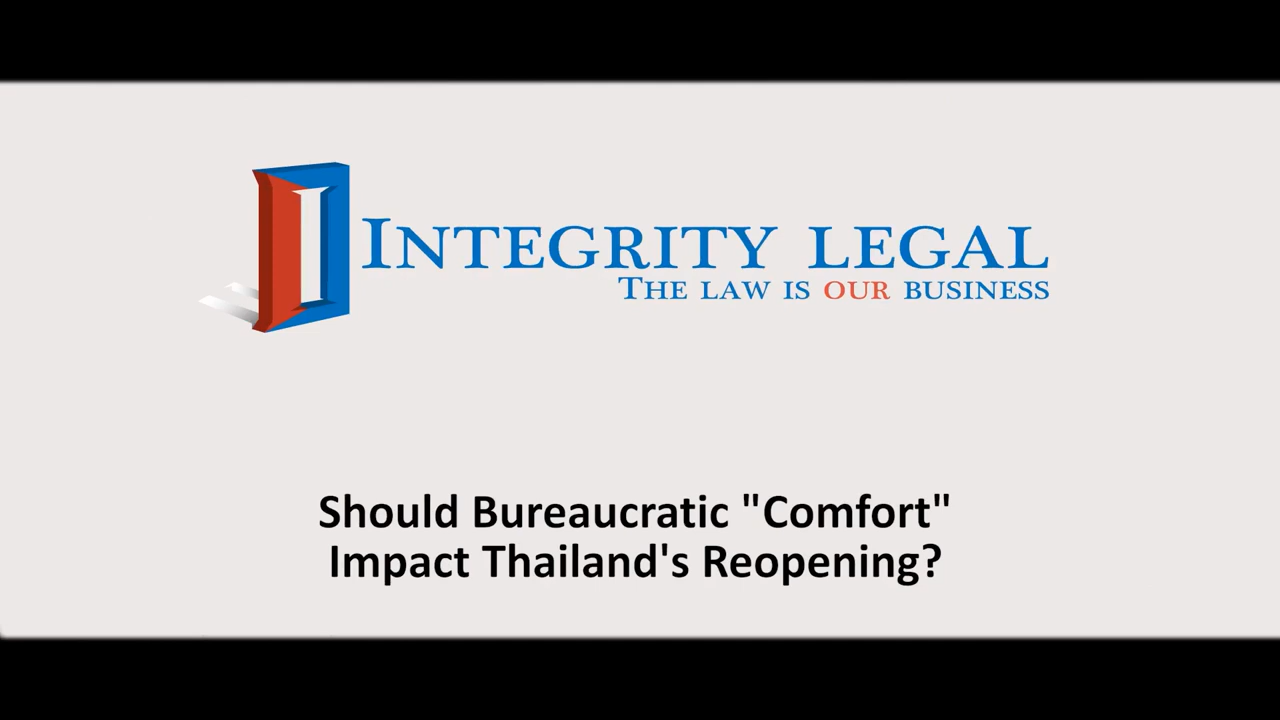 INTEGRITY LEGAL
THE LAW IS OUR BUSINESS
Should Bureaucratic "Comfort"
Impact Thailand's Reopening?